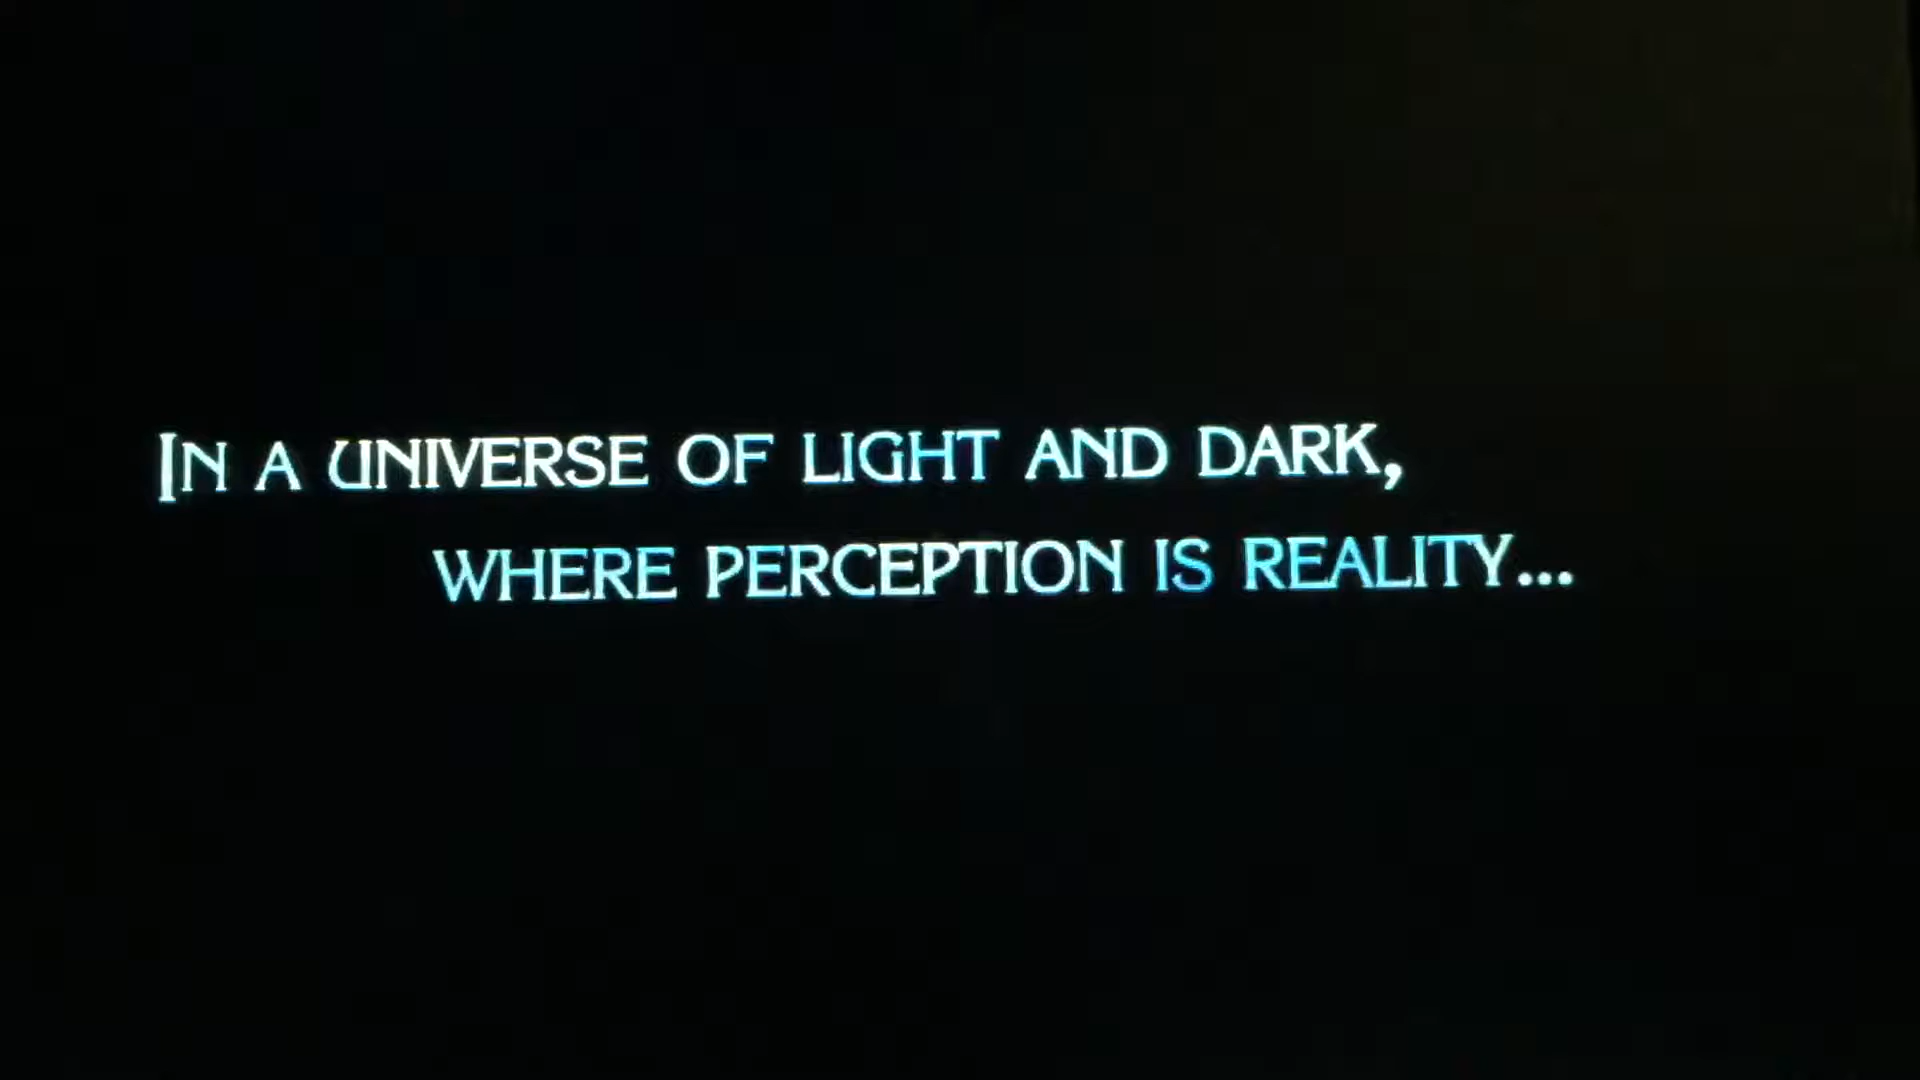 In a universe of light and dark,
where perception is reality...